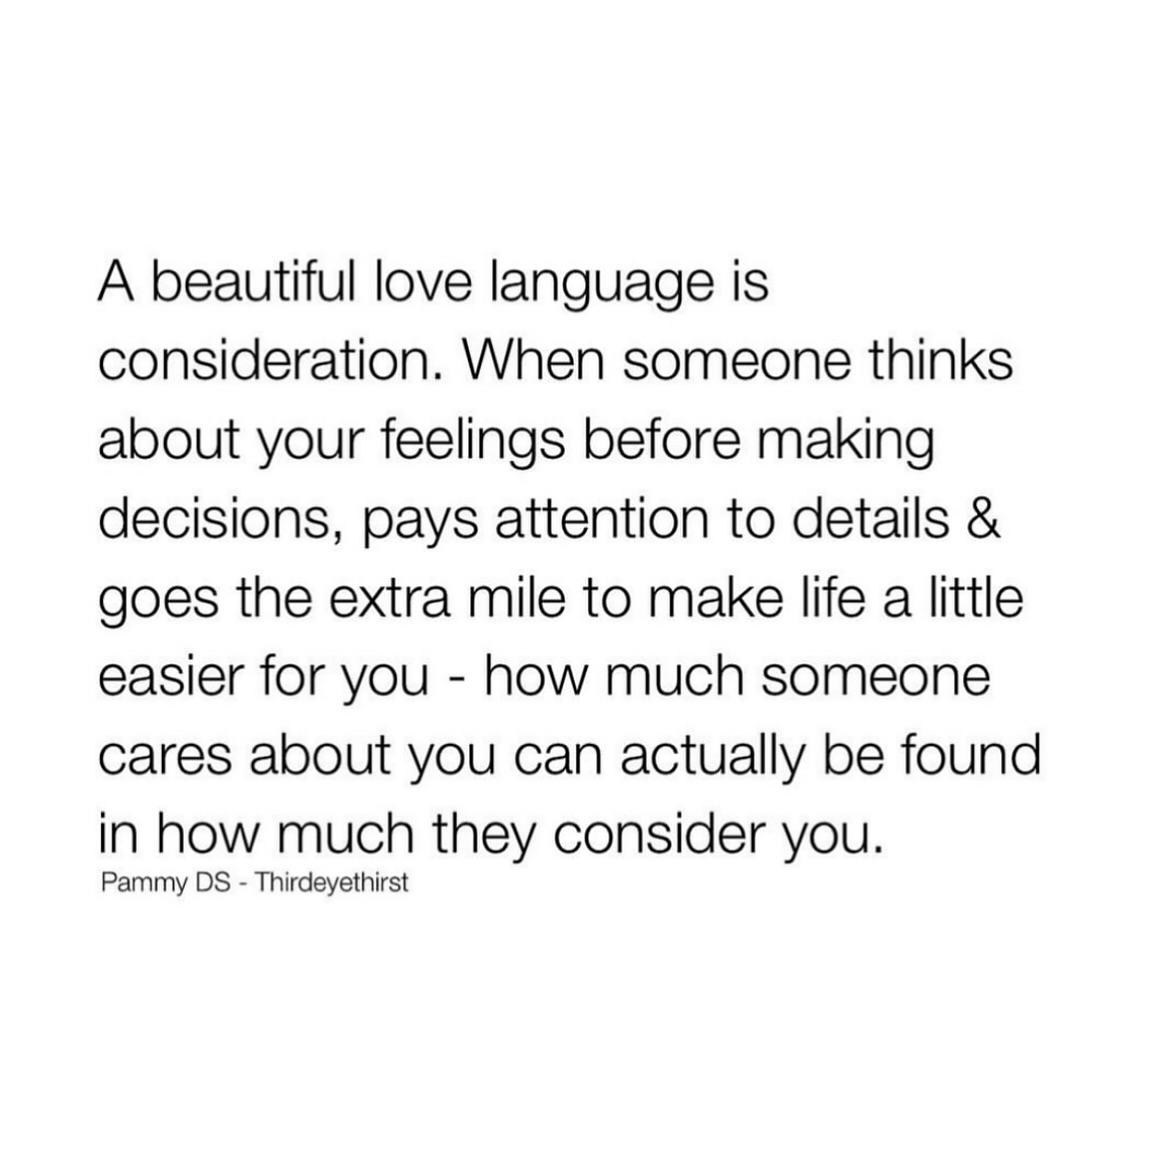 A beautiful love language is
consideration. When someone thinks
about your feelings before making
decisions, pays attention to details &
goes the extra mile to make life a little
easier for you - how much someone
cares about you can actually be found
in how much they consider you.
Pammy DS - Thirdeyethirst